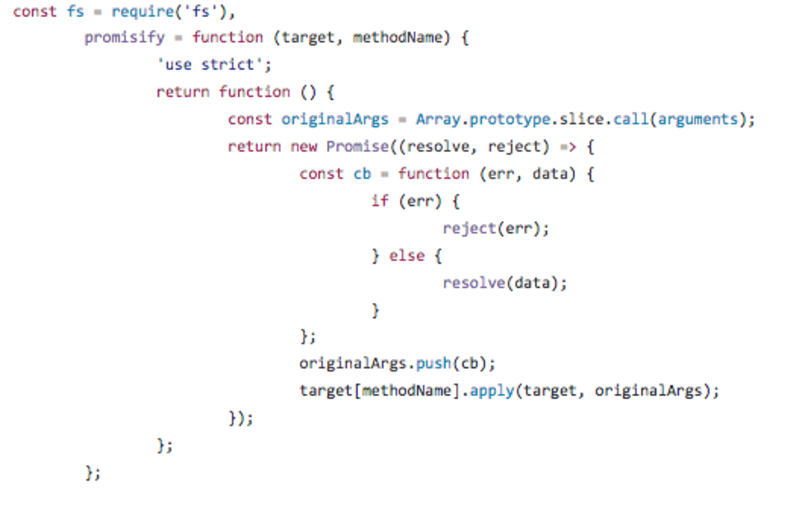 const fs = require('fs'),
promisify = function (target, methodName) {
'use strict';
return function () {
const originalArgs = Array.prototype.slice.call(arguments);
return new Promise((resolve, reject) => {
const cb = function (err, data) {
if (err) {
reject(err);
} else {
resolve(data);
}
};
originalArgs.push(cb);
target[methodName].apply(target, originalArgs);
});
};
};